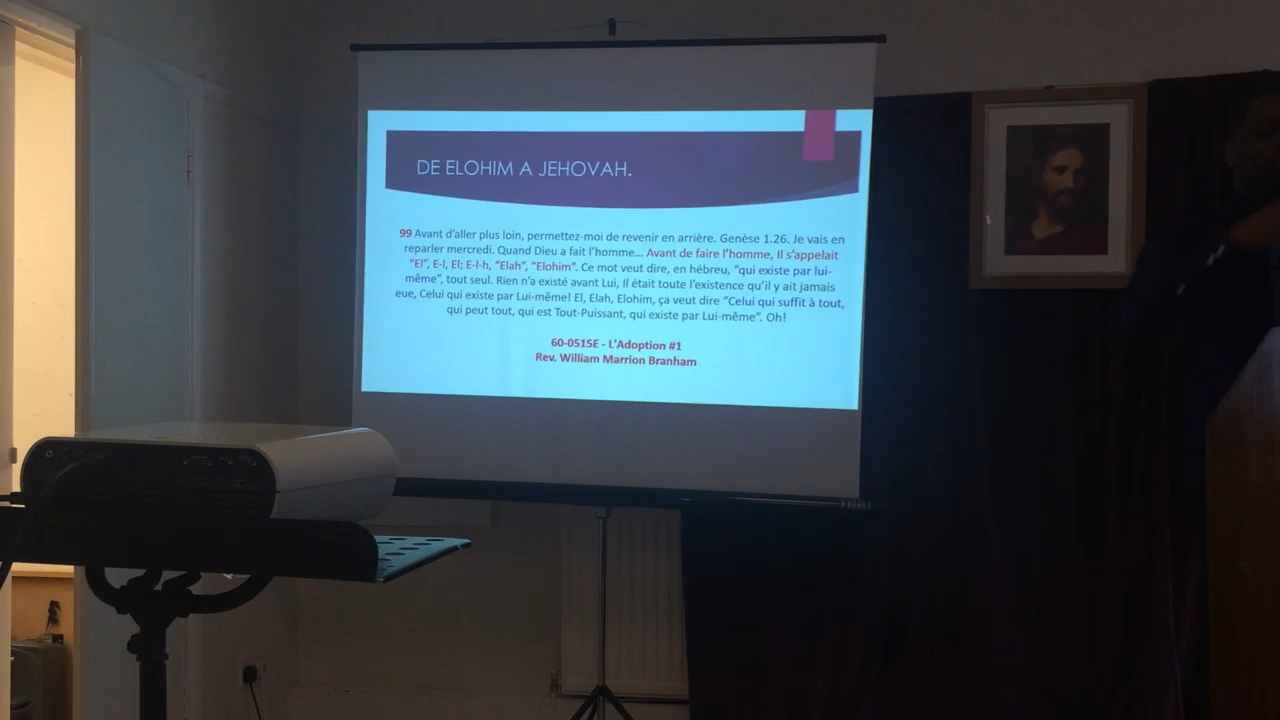 DE ELOHIM A JEHOVAH.
99 Avant d'aller plus loin, permettez-moi de revenir en arrière. Genèse 1.26. Je vais en
reparler mercredi. Quand Dieu a fait l'homme... Avant de faire l'homme, Il s'appelait
"El", E-l, El; E-l-h, "Elah", "Elohim". Ce mot veut dire, en hébreu, "qui existe par lui-
même", tout seul. Rien n'a existé avant Lui, Il était toute l'existence qu'il y ait jamais
eue, Celui qui existe par Lui-même! El, Elah, Elohim, ça veut dire "Celui qui suffit à tout,
qui peut tout, qui est Tout-Puissant, qui existe par Lui-même". Oh!
60-0515E - L'Adoption #1
Rev. William Marrion Branham